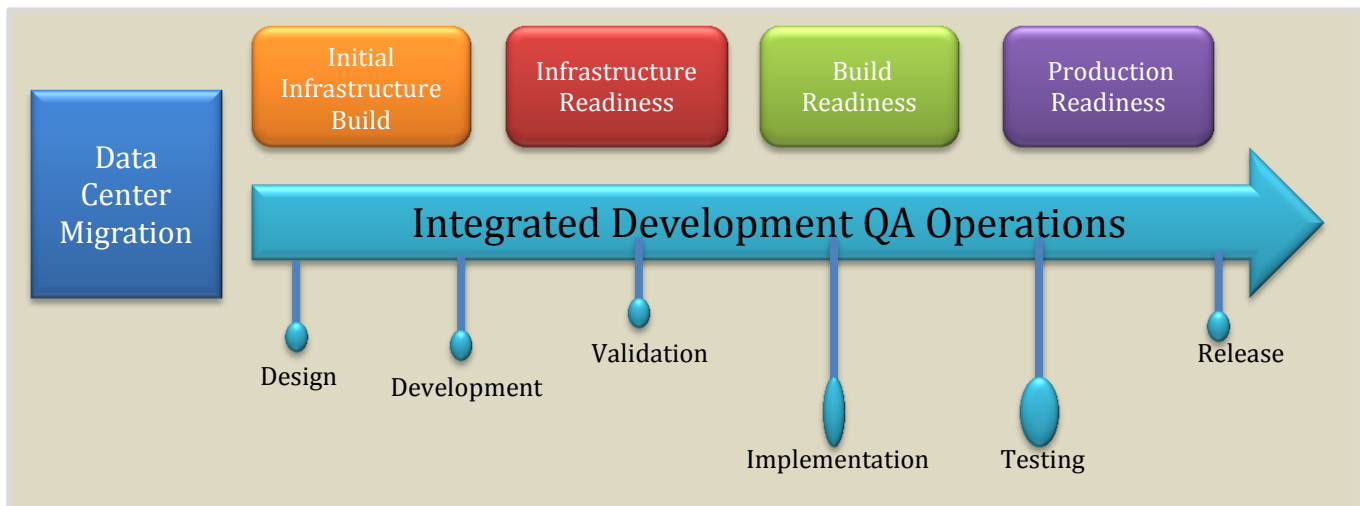 Data
Center
Migration
Initial
Infrastructure
Build
Infrastructure
Readiness
Build
Readiness
Production
Readiness
Integrated Development QA Operations
Design
Development
Validation
Implementation
Testing
Release